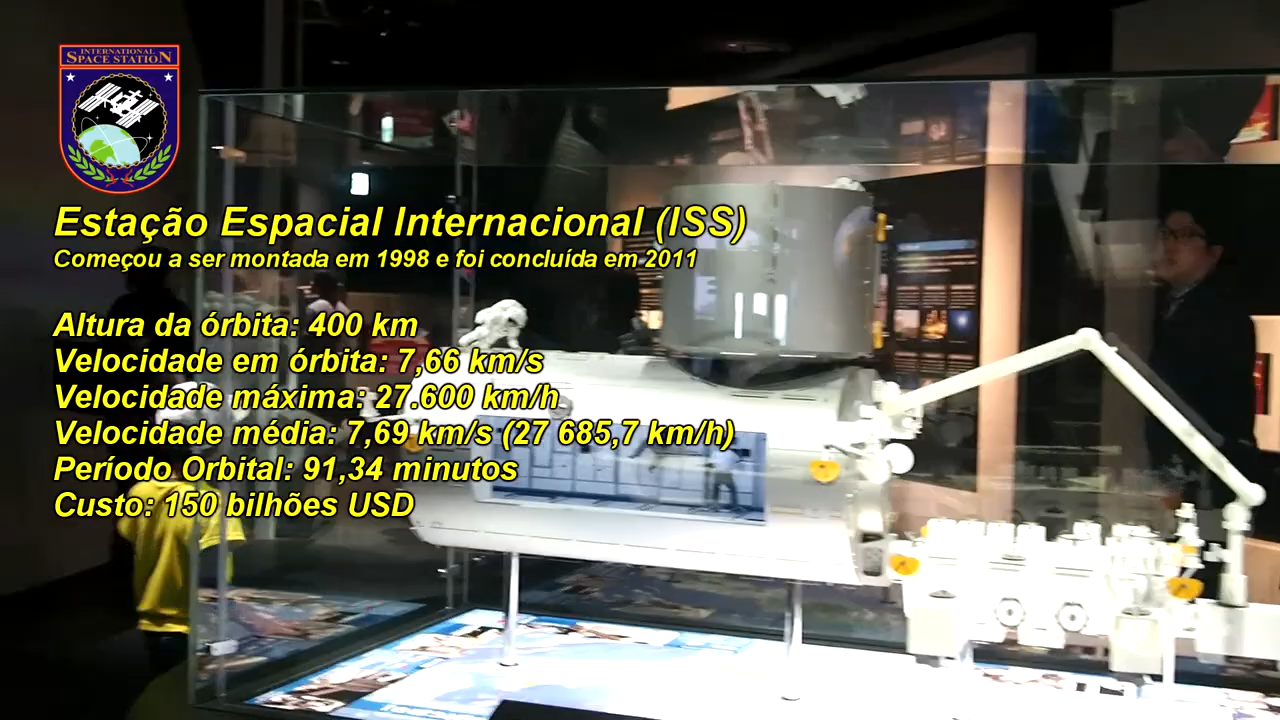 INTERNATIONAL
SPACE STATION
Estação Espacial Internacional (ISS)
Começou a ser montada em 1998 e foi concluída em 2011
Altura da órbita: 400 km
Velocidade em órbita: 7,66 km/s
Velocidade máxima: 27.600 km/h
Velocidade média: 7,69 km/s (27 685,7 km/h)
Período Orbital: 91,34 minutos
Custo: 150 bilhões USD